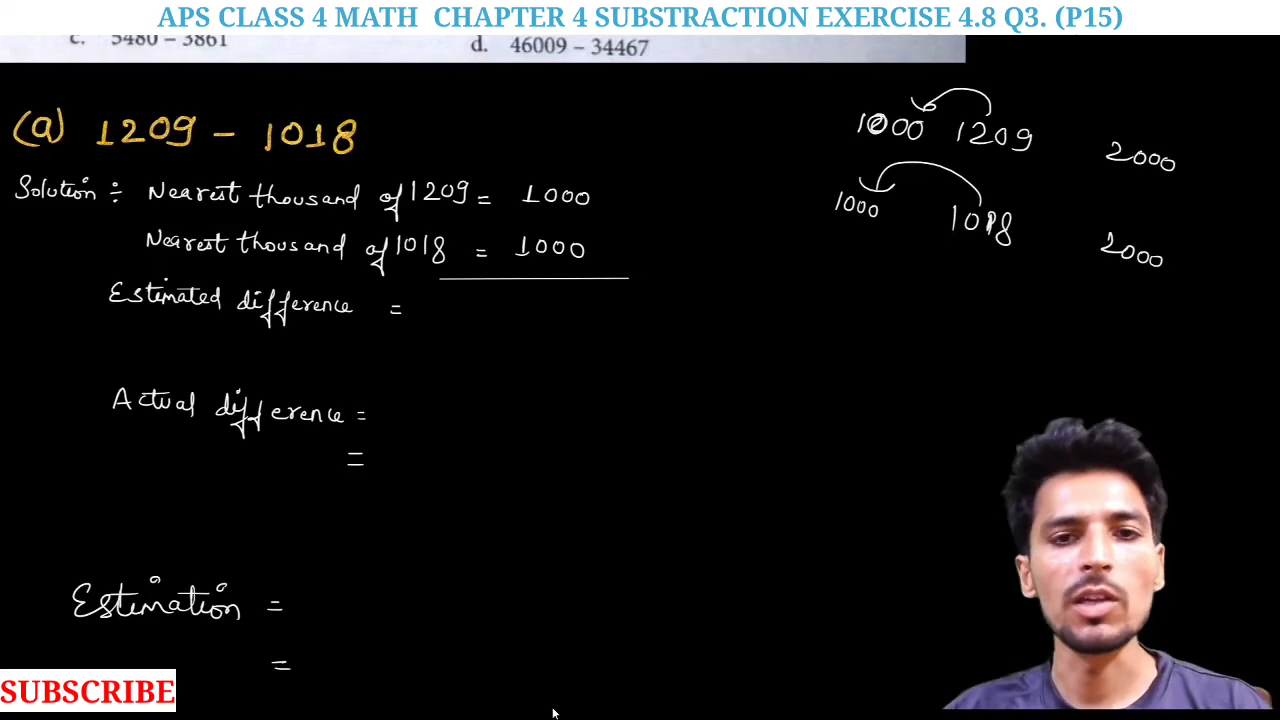 APS CLASS 4 MATH CHAPTER 4 SUBSTRACTION EXERCISE 4.8 Q3. (P15)
c. 5480 – 3861
d. 46009 – 34467
(a) 1209 – 1018
Solution ÷ Nearest thousand of 1209 = 1000
Nearest thousand of 1018 = 1000
Estimated difference =
Actual difference =
=
Estimation =
=
1000 1209 2000
1000 1018 2000
SUBSCRIBE